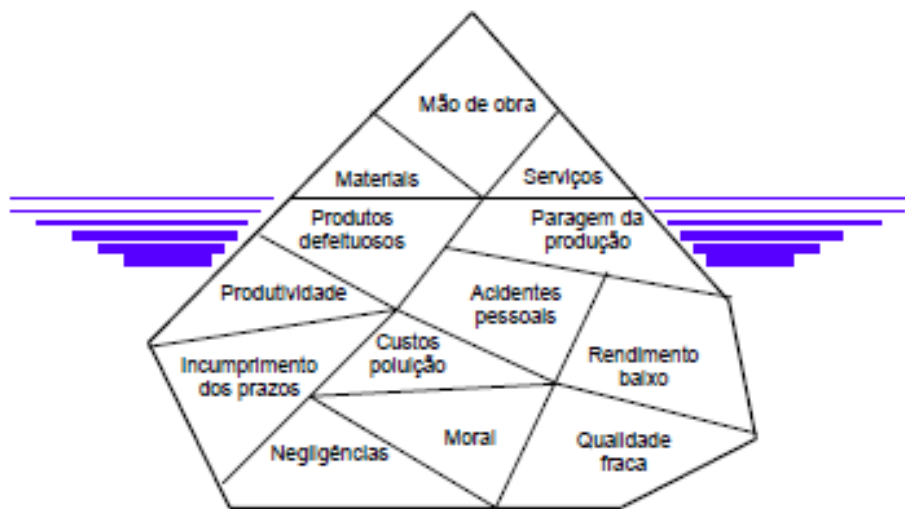 Mão de obra
Materiais
Serviços
Produtos
defeituosos
Paragem da
produção
Produtividade
Acidentes
pessoais
Incumprimento
dos prazos
Custos
poluição
Rendimento
baixo
Negligências
Moral
Qualidade
fraca